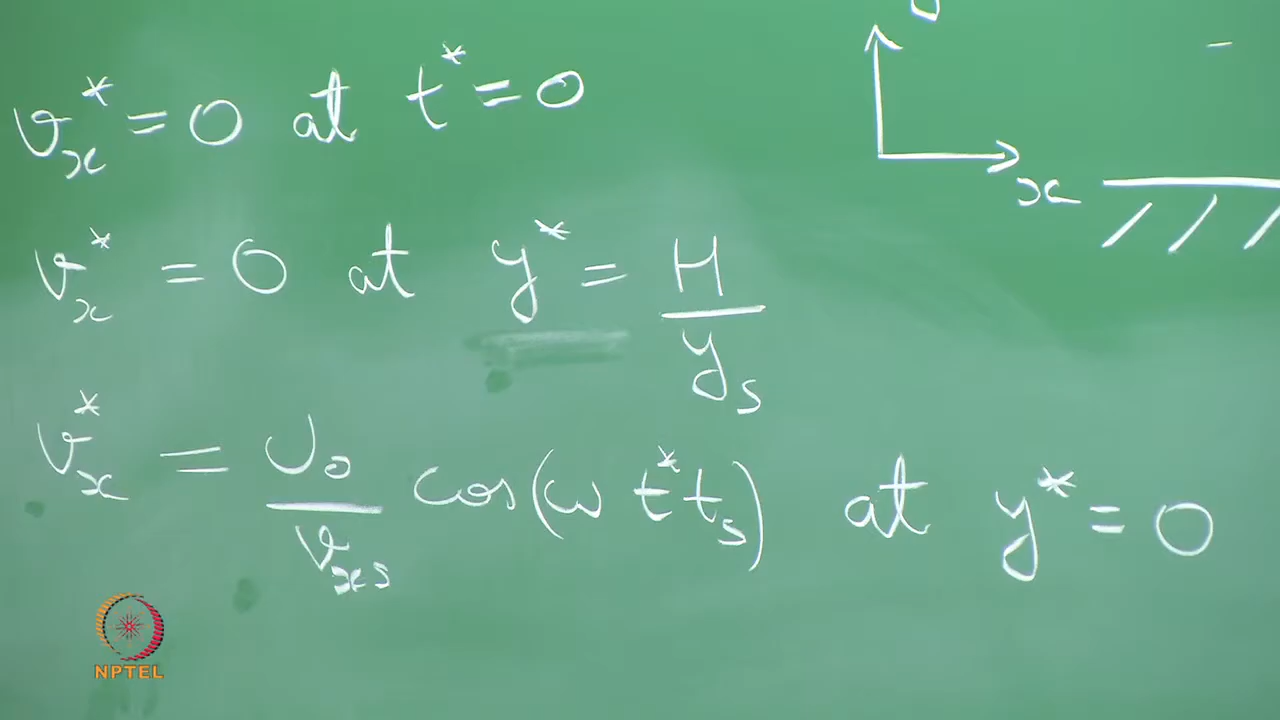 v_x^* = 0 at t^* = 0
x
v_x^* = 0 at y^* = H / y_s
v_x^* = U_0 / v_xs cos(ω t^* t_s) at y^* = 0
NPTEL